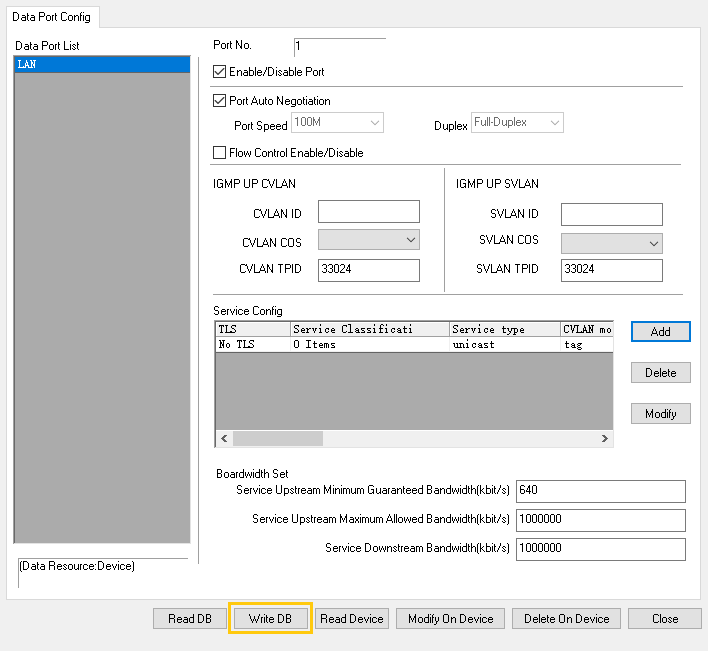 Data Port Config
Data Port List
LAN
(Data Resource:Device)
Port No. 1
Enable/Disable Port
Port Auto Negotiation
Port Speed 100M Duplex Full-Duplex
Flow Control Enable/Disable
IGMP UP CVLAN
CVLAN ID
CVLAN COS
CVLAN TPID 33024
IGMP UP SVLAN
SVLAN ID
SVLAN COS
SVLAN TPID 33024
Service Config
TLS Service Classificati Service type CVLAN mo
No TLS 0 Items unicast tag
Add
Delete
Modify
Boardwidth Set
Service Upstream Minimum Guaranteed Bandwidth(kbit/s) 640
Service Upstream Maximum Allowed Bandwidth(kbit/s) 1000000
Service Downstream Bandwidth(kbit/s) 1000000
Read DB Write DB Read Device Modify On Device Delete On Device Close